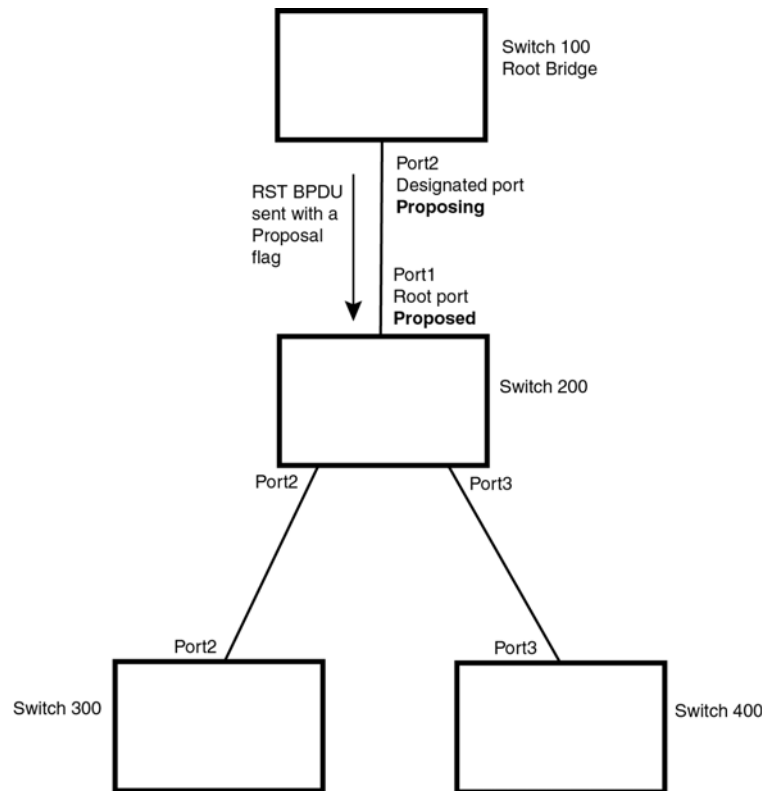 Switch 100
Root Bridge
Port2
Designated port
Proposing
RST BPDU
sent with a
Proposal
flag
Port1
Root port
Proposed
Switch 200
Port2
Port3
Port2
Port3
Switch 300
Switch 400